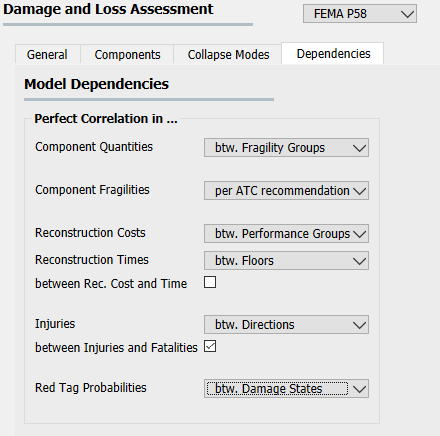 Damage and Loss Assessment FEMA P58
General Components Collapse Modes Dependencies
Model Dependencies
Perfect Correlation in ...
Component Quantities btw. Fragility Groups
Component Fragilities per ATC recommendation
Reconstruction Costs btw. Performance Groups
Reconstruction Times btw. Floors
between Rec. Cost and Time
Injuries btw. Directions
between Injuries and Fatalities
Red Tag Probabilities btw. Damage States